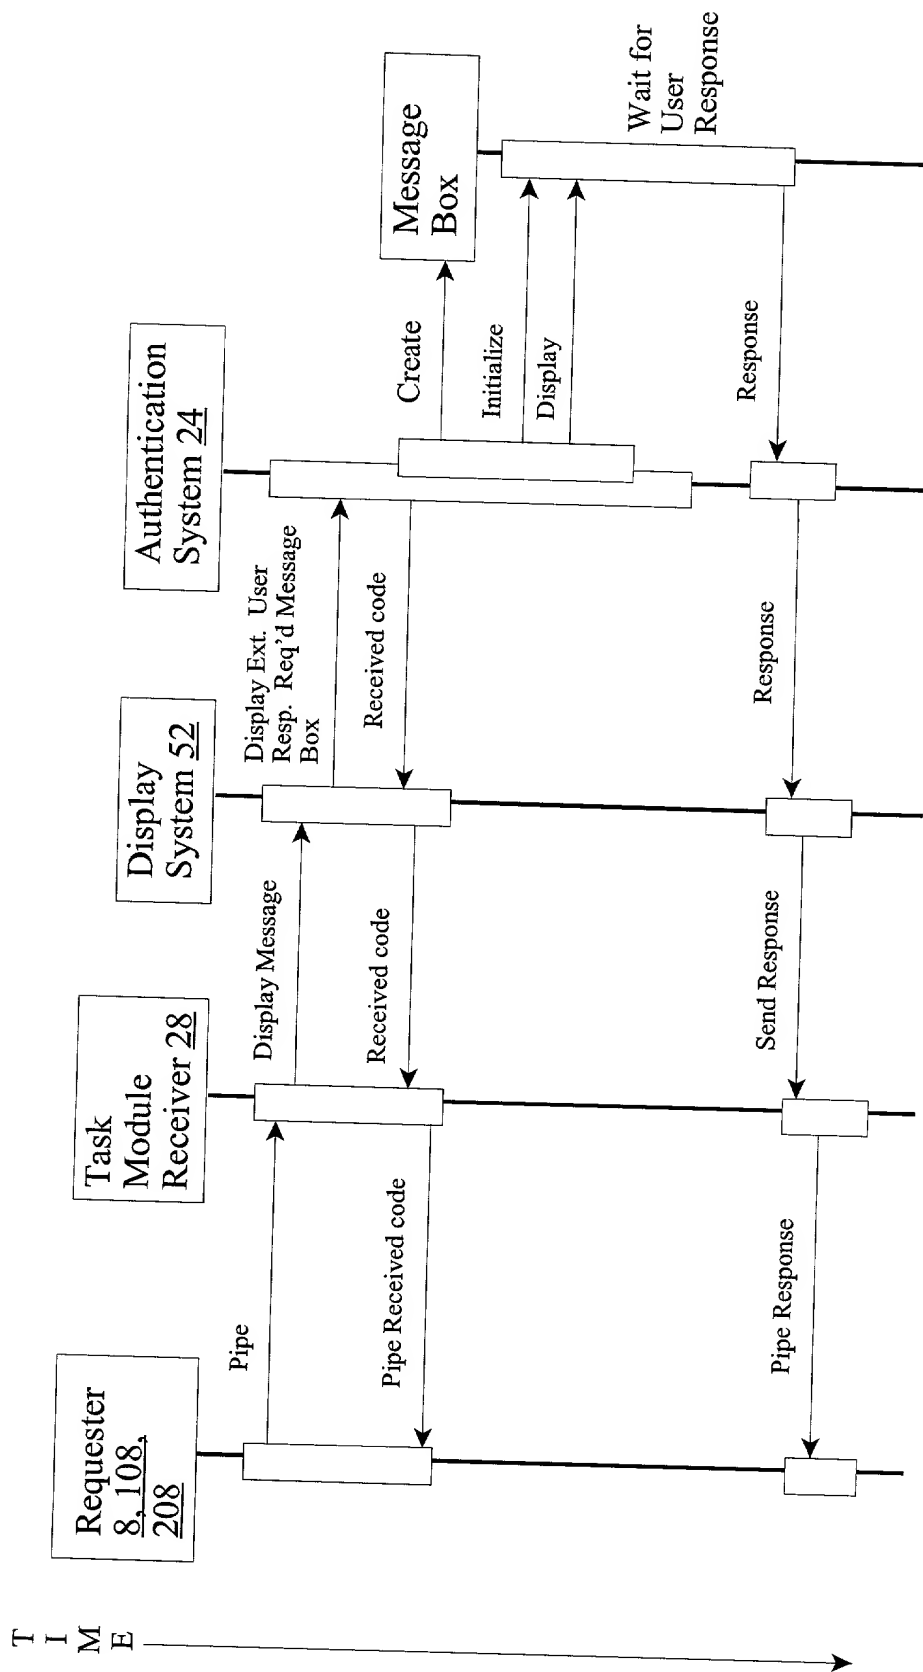 T
I
M
E
Requester
8, 108,
208
Task
Module
Receiver 28
Display
System 52
Authentication
System 24
Message
Box
Pipe
Display Message
Display Ext. User
Resp. Req'd Message
Box
Create
Received code
Received code
Pipe Received code
Initialize
Display
Wait for
User
Response
Response
Response
Send Response
Pipe Response